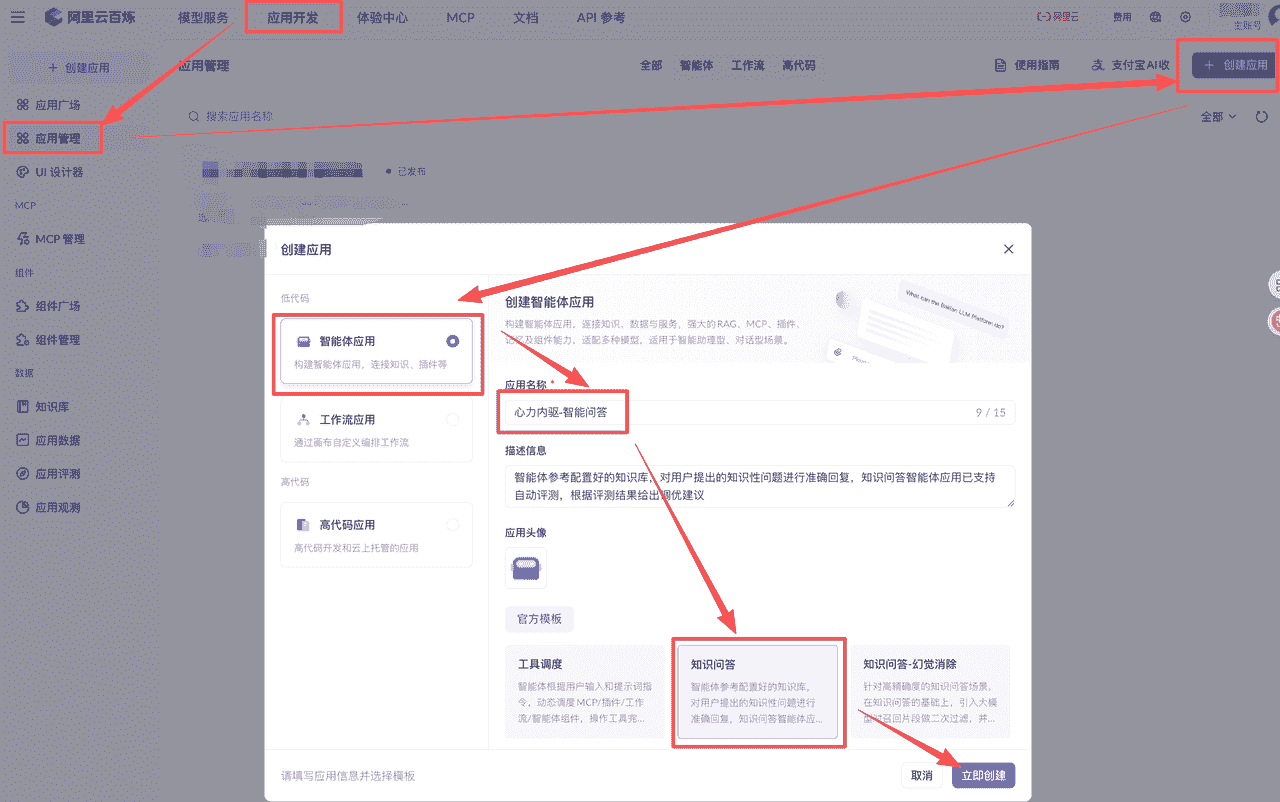 阿里云百炼 模型服务 应用开发 体验中心 MCP 文档 API 参考 阿里云 费用 主账号
+ 创建应用
应用管理 全部 智能体 工作流 高代码 使用指南 支付宝AI收 + 创建应用
应用广场
搜索应用名称 全部
应用管理
UI 设计器
已发布
MCP
MCP 管理
组件
组件广场
组件管理
数据
知识库
应用数据
应用评测
应用观测
创建应用
低代码
智能体应用
构建智能体应用，连接知识、插件等
工作流应用
通过画布自定义编排工作流
高代码
高代码应用
高代码开发和云上托管的应用
创建智能体应用
构建智能体应用，连接知识、数据与服务，强大的RAG、MCP、插件、
记忆及组件能力，适配多种模型，适用于智能助理型、对话型场景。
What can the Bailian LLM Platform do?
应用名称 *
心力内驱-智能问答 9 / 15
描述信息
智能体参考配置好的知识库，对用户提出的知识性问题进行准确回复，知识问答智能体应用已支持
自动评测，根据评测结果给出调优建议
应用头像
官方模板
工具调度
智能体根据用户输入和提示词指
令，动态调度MCP/插件/工作
流/智能体组件，操作工具完...
知识问答
智能体参考配置好的知识库，
对用户提出的知识性问题进行
准确回复，知识问答智能体应...
知识问答-幻觉消除
针对高精确度的知识问答场景，
在知识问答的基础上，引入大模
型对召回片段做二次过滤，并...
请填写应用信息并选择模板 取消 立即创建